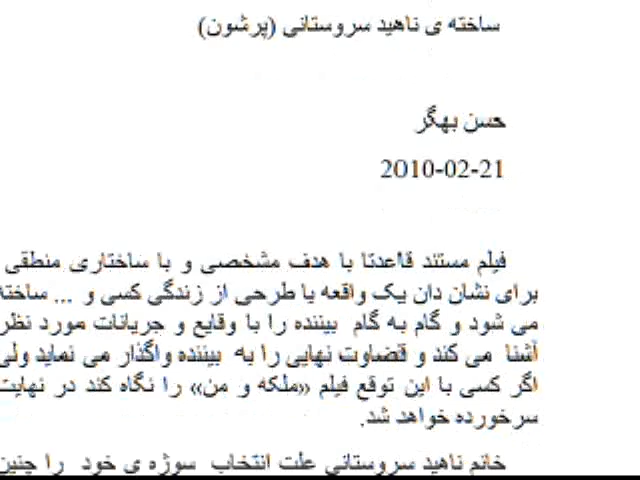 ساخته ی ناهید سروستانی (پرشون)
حسن بهگر
2010-02-21
فیلم مستند قاعدتا با هدف مشخصی و با ساختاری منطقی
برای نشان دان یک واقعه یا طرحی از زندگی کسی و ... ساخته
می شود و گام به گام بیننده را با وقایع و جریانات مورد نظر
آشنا می کند و قضاوت نهایی را به بیننده واگذار می نماید ولی
اگر کسی با این توقع فیلم «ملکه و من» را نگاه کند در نهایت
سرخورده خواهد شد.
خانم ناهید سروستانی علت انتخاب سوژه ی خود را چنین